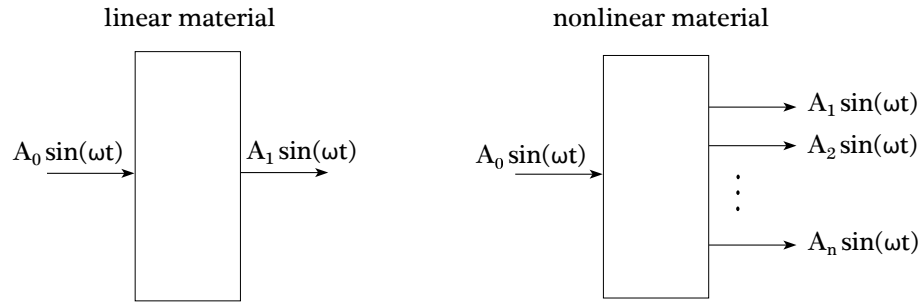 linear material
A₀ sin(ωt)
A₁ sin(ωt)
nonlinear material
A₀ sin(ωt)
A₁ sin(ωt)
A₂ sin(ωt)
Aₙ sin(ωt)